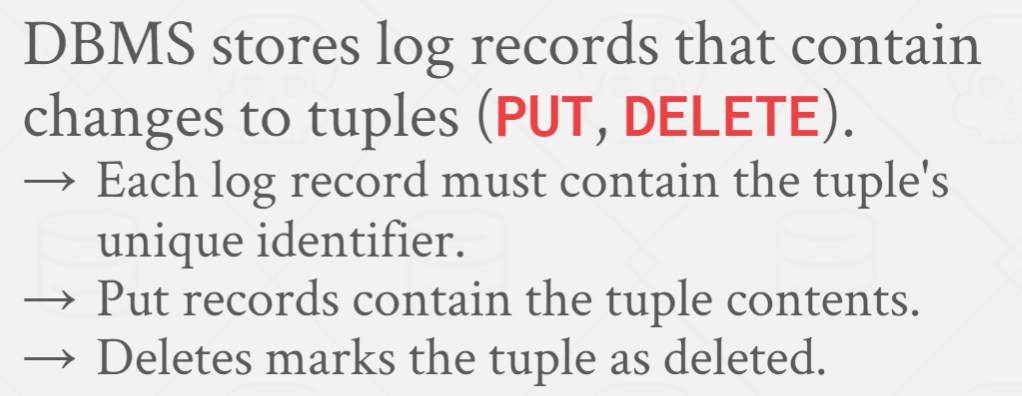 DBMS stores log records that contain
changes to tuples (PUT, DELETE).
→ Each log record must contain the tuple's
unique identifier.
→ Put records contain the tuple contents.
→ Deletes marks the tuple as deleted.